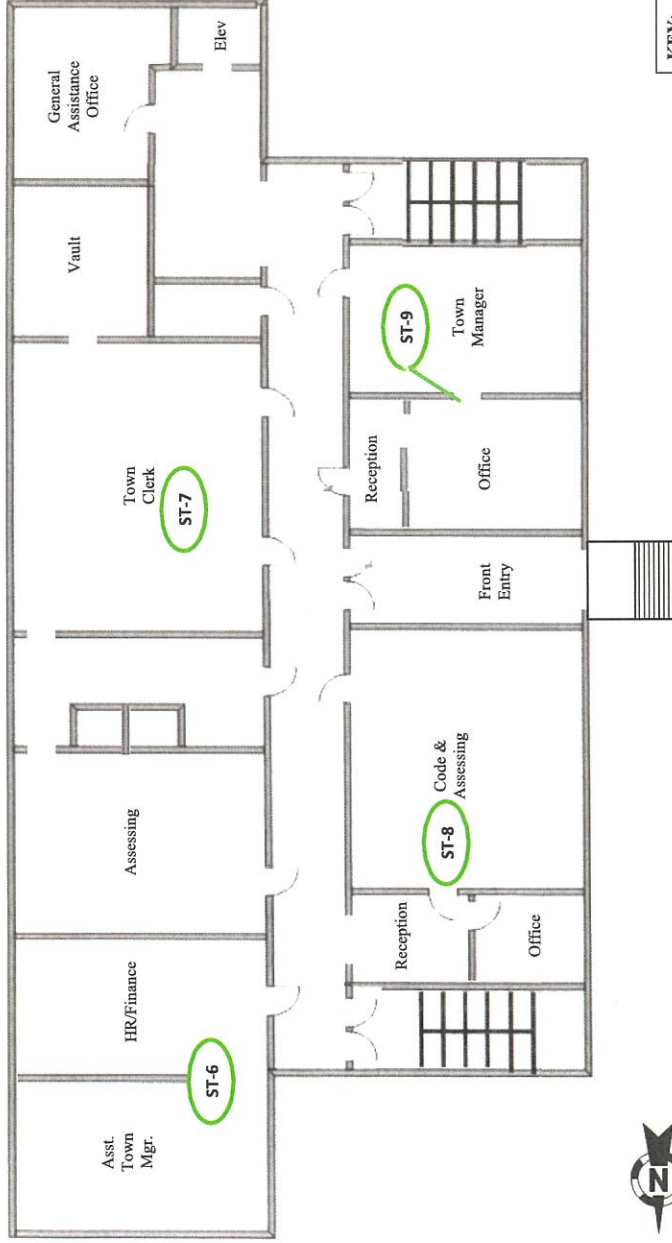 General
Assistance
Office
Elev
Vault
Town
Clerk
ST-7
Assessing
HR/Finance
Asst.
Town
Mgr.
ST-6
ST-9
Town
Manager
Reception
Office
Front
Entry
Code &
Assessing
ST-8
Reception
Office
N